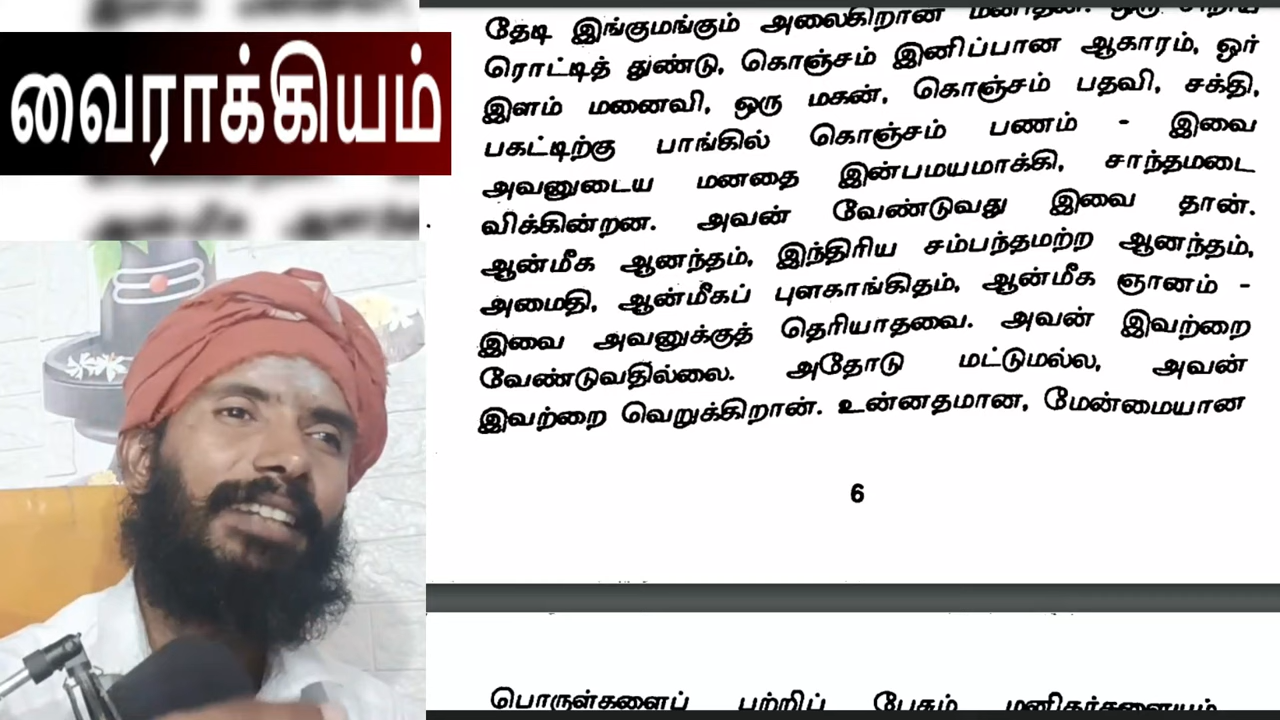 வைராக்கியம்
தேடி இங்குமங்கும் அலைகிறான் மனிதன். ஒரு சிறிய
ரொட்டித் துண்டு, கொஞ்சம் இனிப்பான ஆகாரம், ஓர்
இளம் மனைவி, ஒரு மகன், கொஞ்சம் பதவி, சக்தி,
பகட்டிற்கு பாங்கில் கொஞ்சம் பணம் - இவை
அவனுடைய மனதை இன்பமயமாக்கி, சாந்தமடை
விக்கின்றன. அவன் வேண்டுவது இவை தான்.
ஆன்மீக ஆனந்தம், இந்திரிய சம்பந்தமற்ற ஆனந்தம்,
அமைதி, ஆன்மீகப் புளகாங்கிதம், ஆன்மீக ஞானம் -
இவை அவனுக்குத் தெரியாதவை. அவன் இவற்றை
வேண்டுவதில்லை. அதோடு மட்டுமல்ல, அவன்
இவற்றை வெறுக்கிறான். உன்னதமான, மேன்மையான
6
பொருள்களைப் பற்றிப் பேசும் மனிதர்களையும்